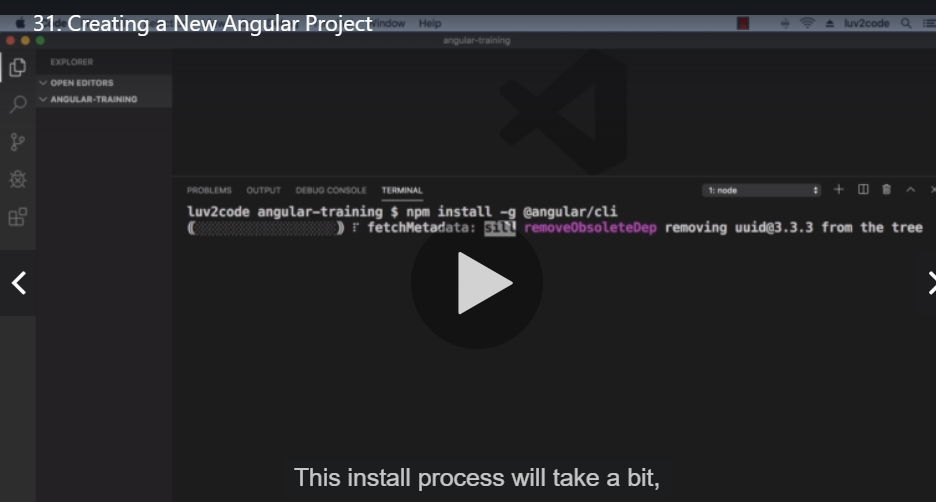 31. Creating a New Angular Project
Window Help
luv2code
angular-training
EXPLORER
OPEN EDITORS
ANGULAR-TRAINING
PROBLEMS OUTPUT DEBUG CONSOLE TERMINAL
1: node
luv2code angular-training $ npm install -g @angular/cli
fetchMetadata: sill removeObsoleteDep removing uuid@3.3.3 from the tree
This install process will take a bit,